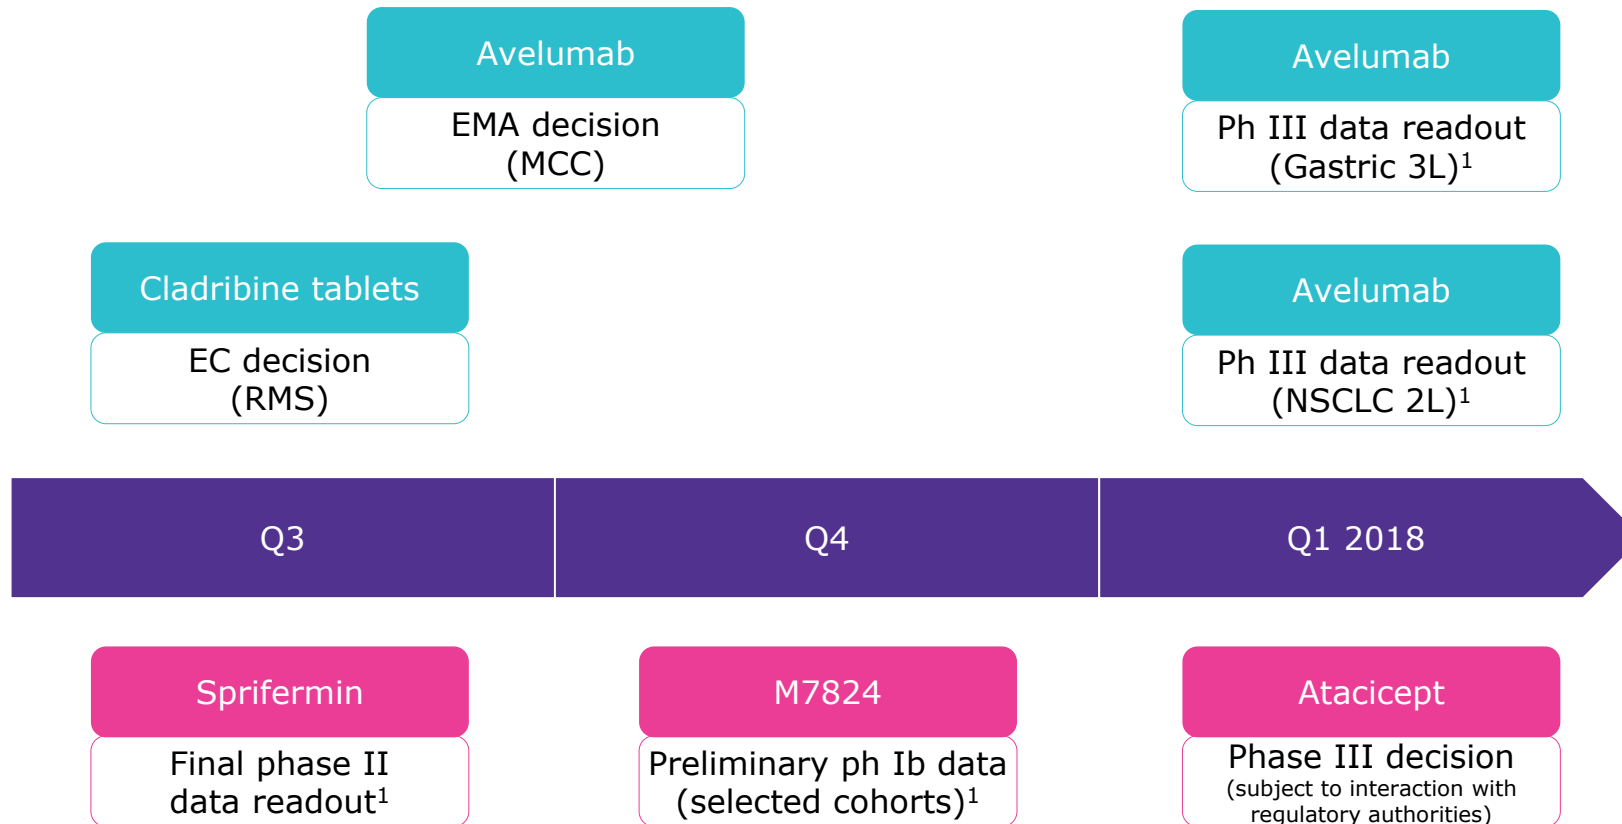 Avelumab
EMA decision
(MCC)
Avelumab
Ph III data readout
(Gastric 3L)¹
Cladribine tablets
EC decision
(RMS)
Avelumab
Ph III data readout
(NSCLC 2L)¹
Q3
Q4
Q1 2018
Sprifermin
Final phase II
data readout¹
M7824
Preliminary ph Ib data
(selected cohorts)¹
Atacicept
Phase III decision
(subject to interaction with
regulatory authorities)